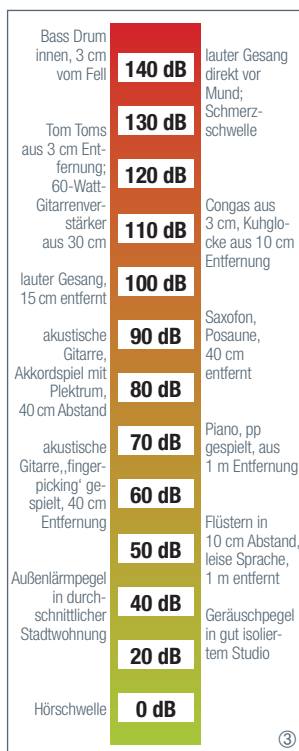 Bass Drum
innen, 3 cm
vom Fell
140 dB
lauter Gesang
direkt vor
Mund;
Schmerz-
schwelle
130 dB
Tom Toms
aus 3 cm Ent-
fernung;
60-Watt-
Gitarrenver-
stärker
aus 30 cm
120 dB
110 dB
Congas aus
3 cm, Kuhglo-
cke aus 10 cm
Entfernung
lauter Gesang,
15 cm entfernt
100 dB
Saxofon,
Posaune,
40 cm
entfernt
90 dB
akustische
Gitarre,
Akkordspiel mit
Plektrum,
40 cm Abstand
80 dB
70 dB
Piano, pp
gespielt, aus
1 m Entfernung
akustische
Gitarre,‚finger-
picking‘ ge-
spielt, 40 cm
Entfernung
60 dB
50 dB
Flüstern in
10 cm Abstand,
leise Sprache,
1 m entfernt
Außenlärmpegel
in durch-
schnittlicher
Stadtwohnung
40 dB
Geräuschpegel
in gut isolier-
tem Studio
20 dB
Hörschwelle
0 dB
③